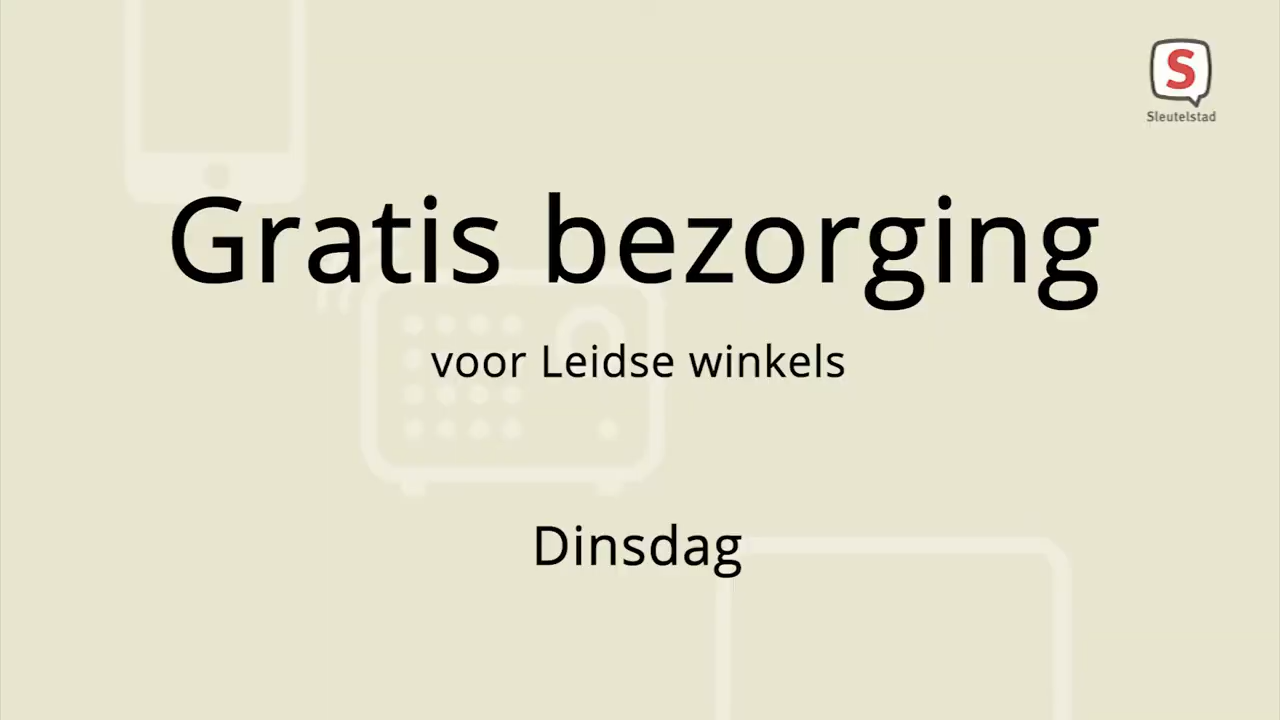 S
Sleutelstad
Gratis bezorging
voor Leidse winkels
Dinsdag